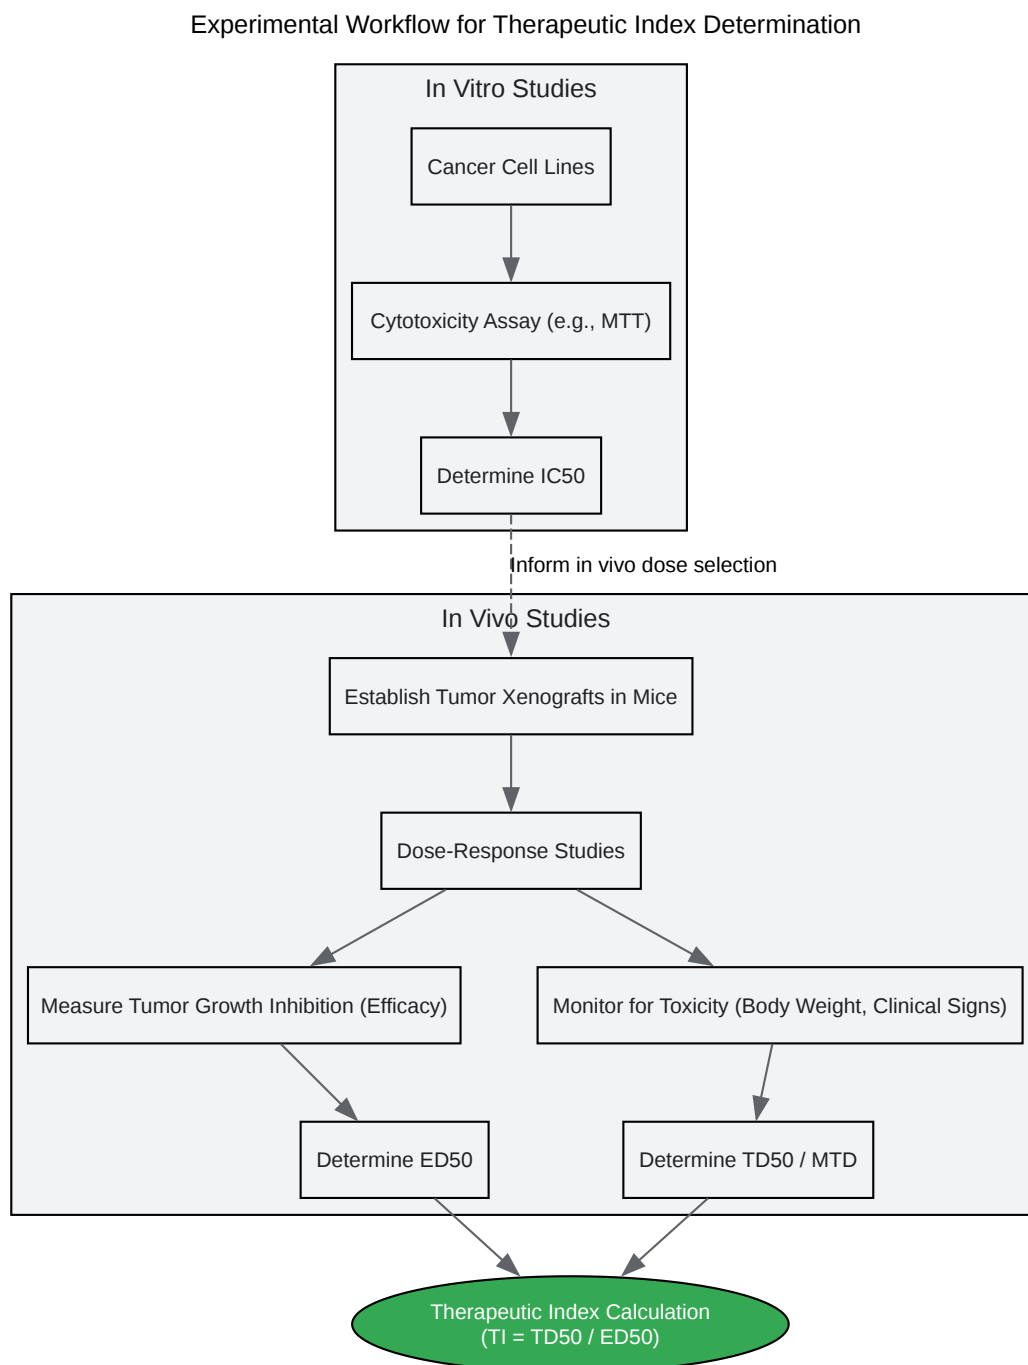 Experimental Workflow for Therapeutic Index Determination
In Vitro Studies
Cancer Cell Lines
Cytotoxicity Assay (e.g., MTT)
Determine IC50
Inform in vivo dose selection
In Vivo Studies
Establish Tumor Xenografts in Mice
Dose-Response Studies
Measure Tumor Growth Inhibition (Efficacy)
Monitor for Toxicity (Body Weight, Clinical Signs)
Determine ED50
Determine TD50 / MTD
Therapeutic Index Calculation
(TI = TD50 / ED50)